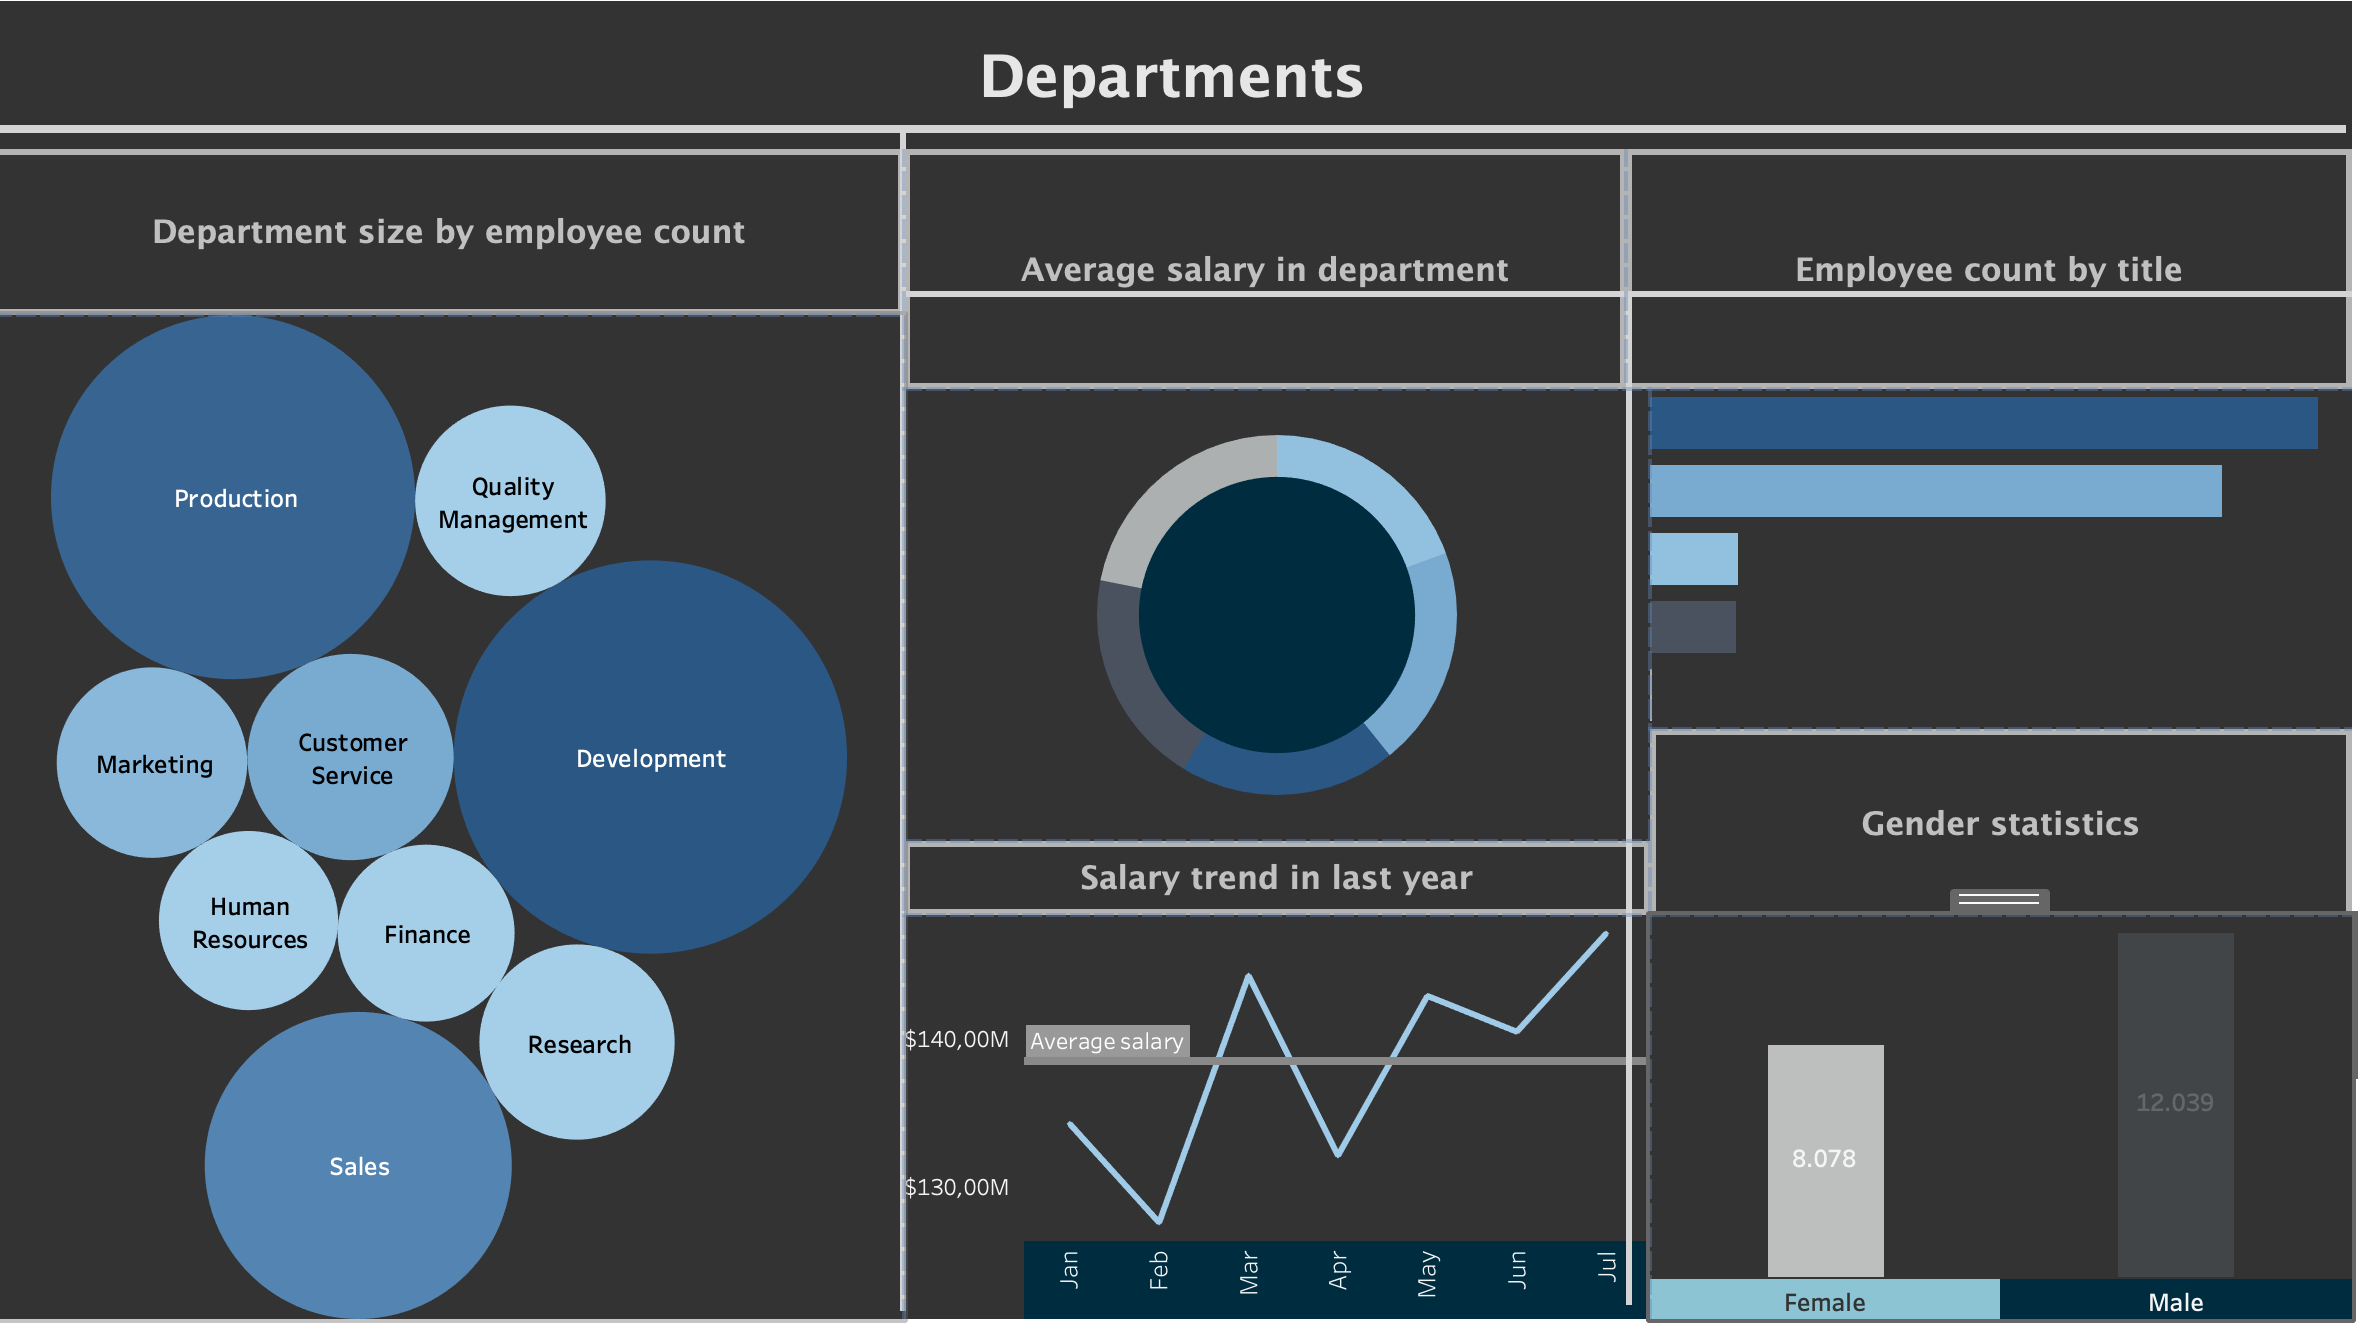 Departments
Department size by employee count
Production
Quality
Management
Marketing
Customer
Service
Development
Human
Resources
Finance
Research
Sales
Average salary in department
Salary trend in last year
$140,00M
Average salary
$130,00M
Jan
Feb
Mar
Apr
May
Jun
Jul
Employee count by title
Gender statistics
12.039
8.078
Female
Male